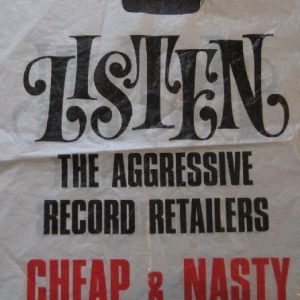 LISTEN
THE AGGRESSIVE
RECORD RETAILERS
CHEAP & NASTY